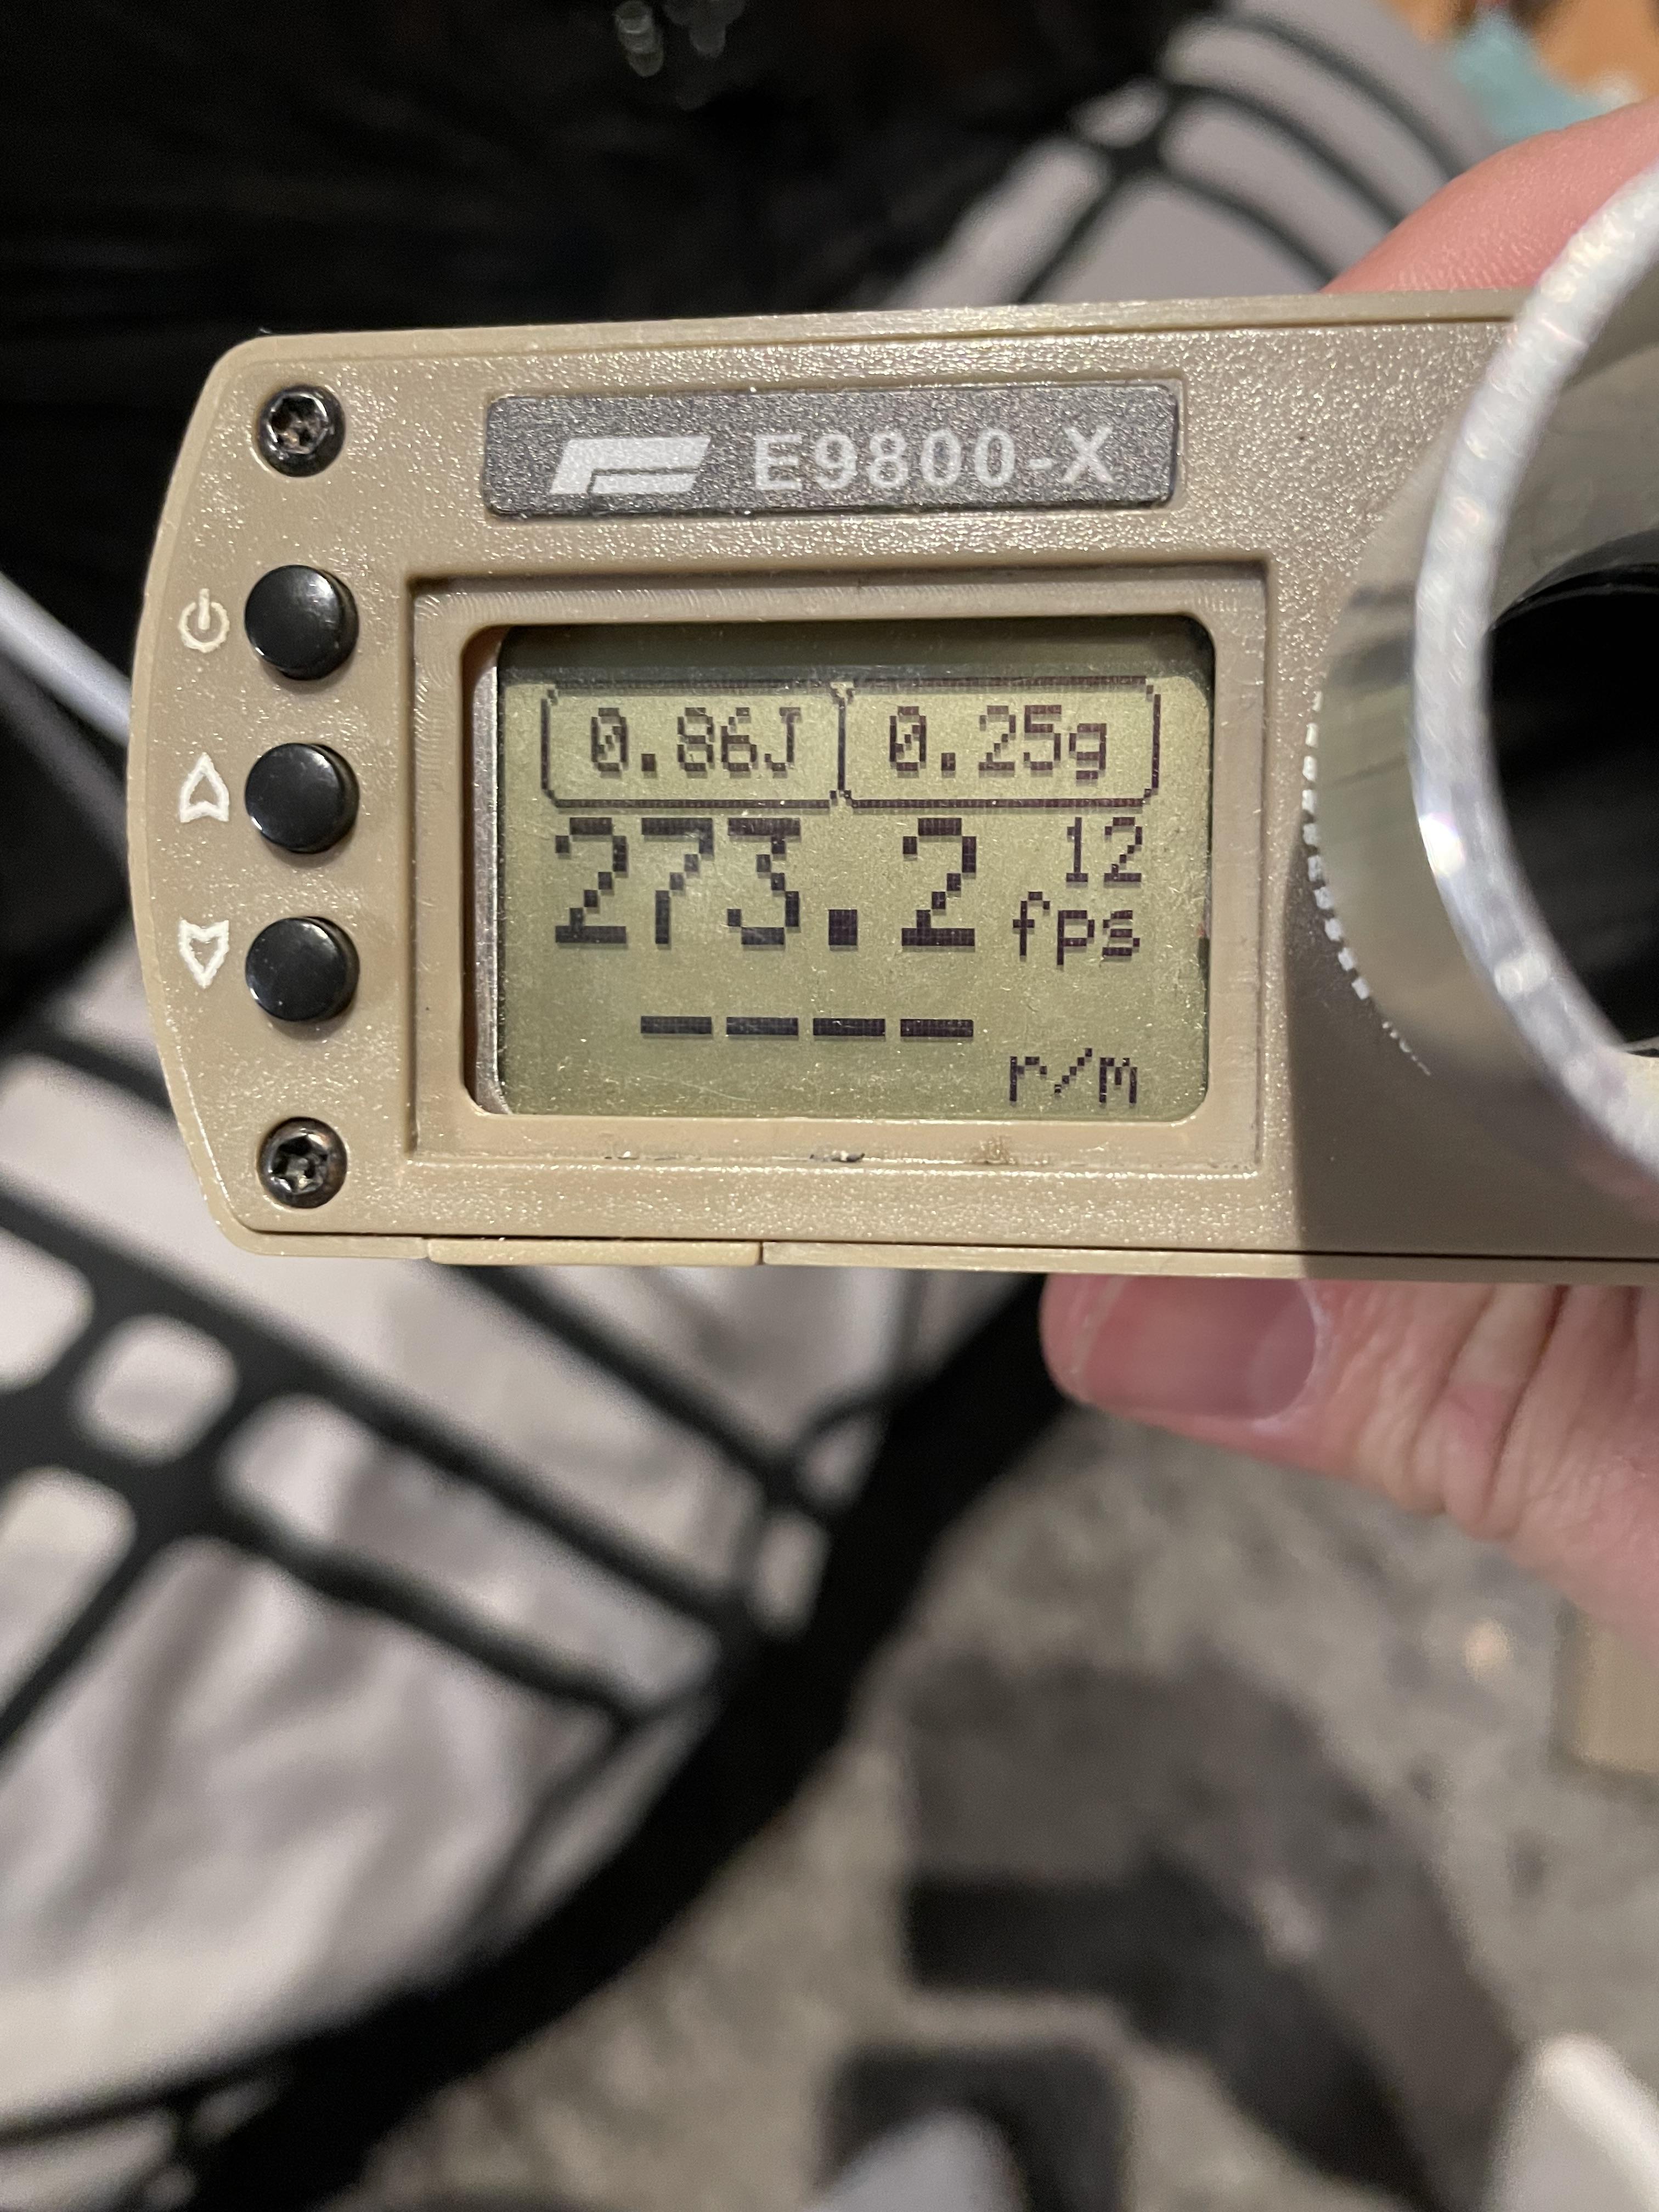 E9800-X
0.86J 0.25g
273.2 12
fps
----
r/m